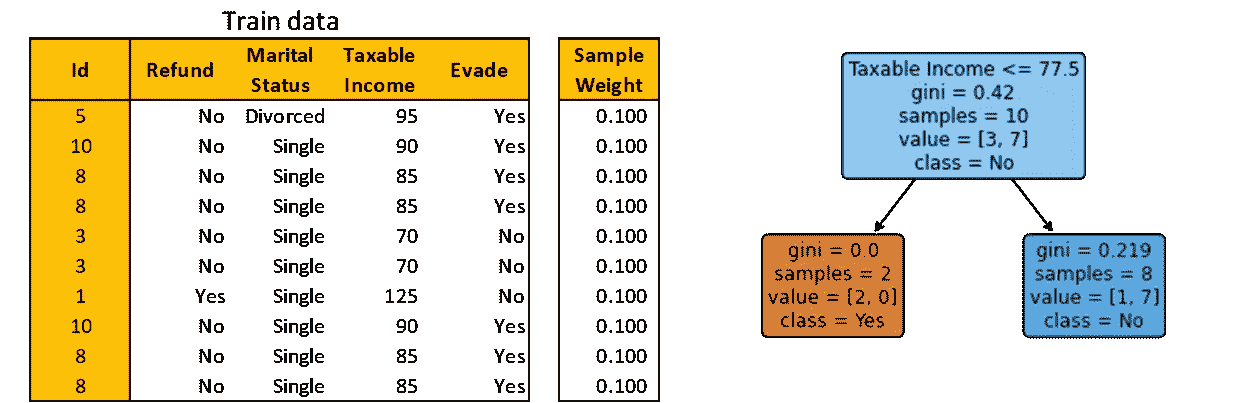 Train data
Id Refund Marital Status Taxable Income Evade Sample Weight
5 No Divorced 95 Yes 0.100
10 No Single 90 Yes 0.100
8 No Single 85 Yes 0.100
8 No Single 85 Yes 0.100
3 No Single 70 No 0.100
3 No Single 70 No 0.100
1 Yes Single 125 No 0.100
10 No Single 90 Yes 0.100
8 No Single 85 Yes 0.100
8 No Single 85 Yes 0.100
Taxable Income <= 77.5
gini = 0.42
samples = 10
value = [3, 7]
class = No
gini = 0.0
samples = 2
value = [2, 0]
class = Yes
gini = 0.219
samples = 8
value = [1, 7]
class = No